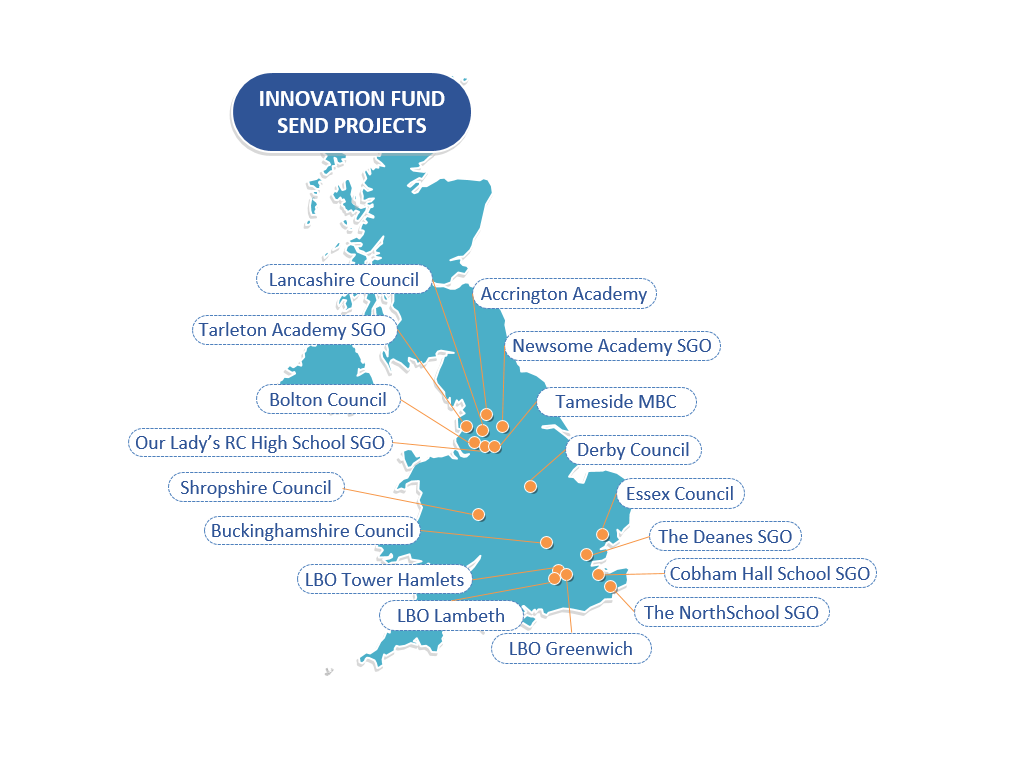 INNOVATION FUND
SEND PROJECTS
Lancashire Council
Accrington Academy
Tarleton Academy SGO
Newsome Academy SGO
Bolton Council
Tameside MBC
Our Lady’s RC High School SGO
Derby Council
Shropshire Council
Essex Council
Buckinghamshire Council
The Deanes SGO
LBO Tower Hamlets
Cobham Hall School SGO
LBO Lambeth
The NorthSchool SGO
LBO Greenwich